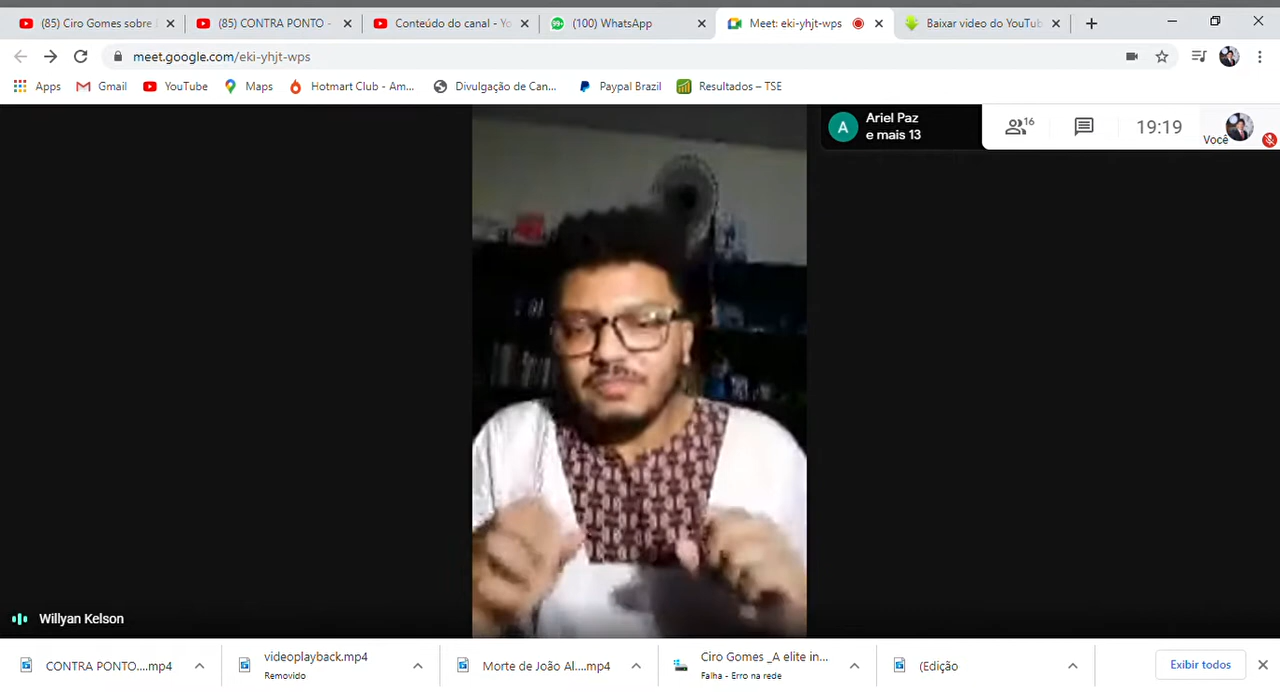 (85) Ciro Gomes sobre
(85) CONTRA PONTO -
Conteúdo do canal - Yo
(100) WhatsApp
Meet: eki-yhjt-wps
Baixar video do YouTub
meet.google.com/eki-yhjt-wps
Apps
Gmail
YouTube
Maps
Hotmart Club - Am...
Divulgação de Can...
Paypal Brazil
Resultados – TSE
A
Ariel Paz
e mais 13
16
19:19
Você
Willyan Kelson
CONTRA PONTO....mp4
videoplayback.mp4
Removido
Morte de João Al....mp4
Ciro Gomes _A elite in...
Falha - Erro na rede
(Edição
Exibir todos